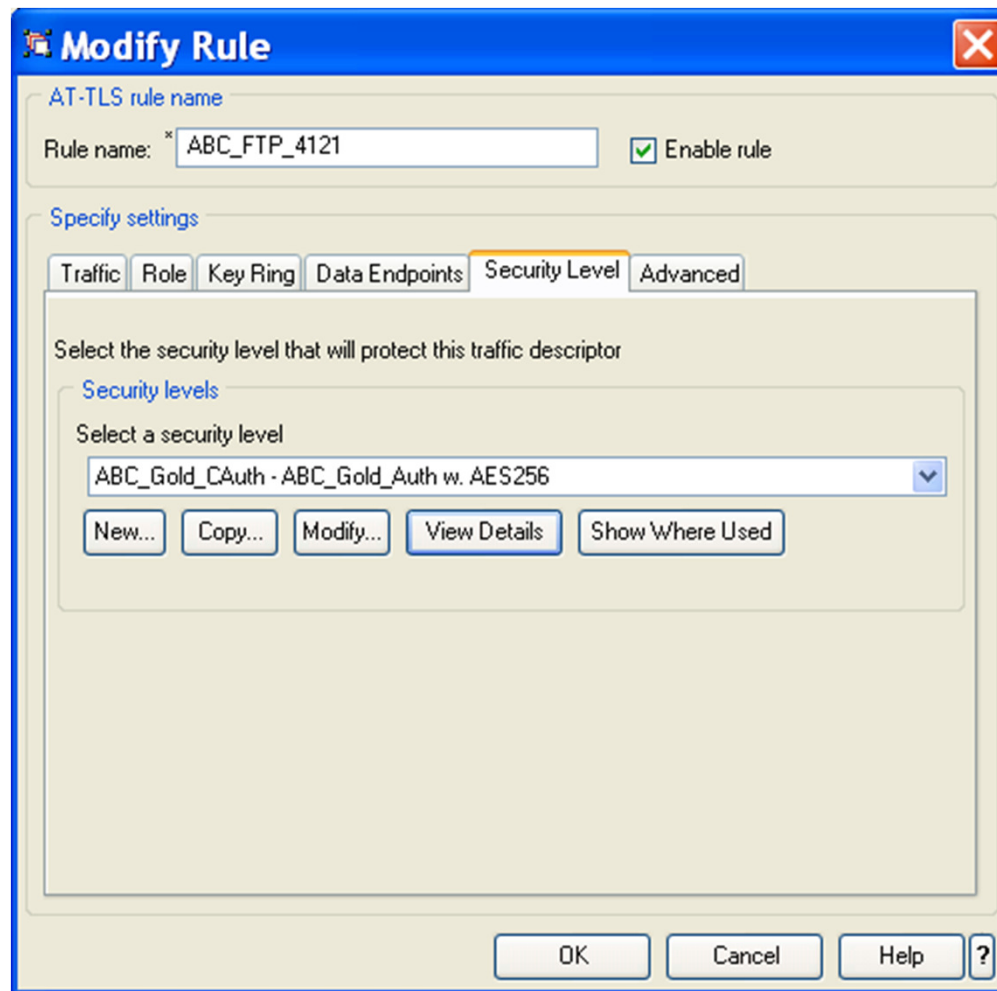 Modify Rule
AT-TLS rule name
Rule name: * ABC_FTP_4121 Enable rule
Specify settings
Traffic Role Key Ring Data Endpoints Security Level Advanced
Select the security level that will protect this traffic descriptor
Security levels
Select a security level
ABC_Gold_CAuth - ABC_Gold_Auth w. AES256
New... Copy... Modify... View Details Show Where Used
OK Cancel Help ?